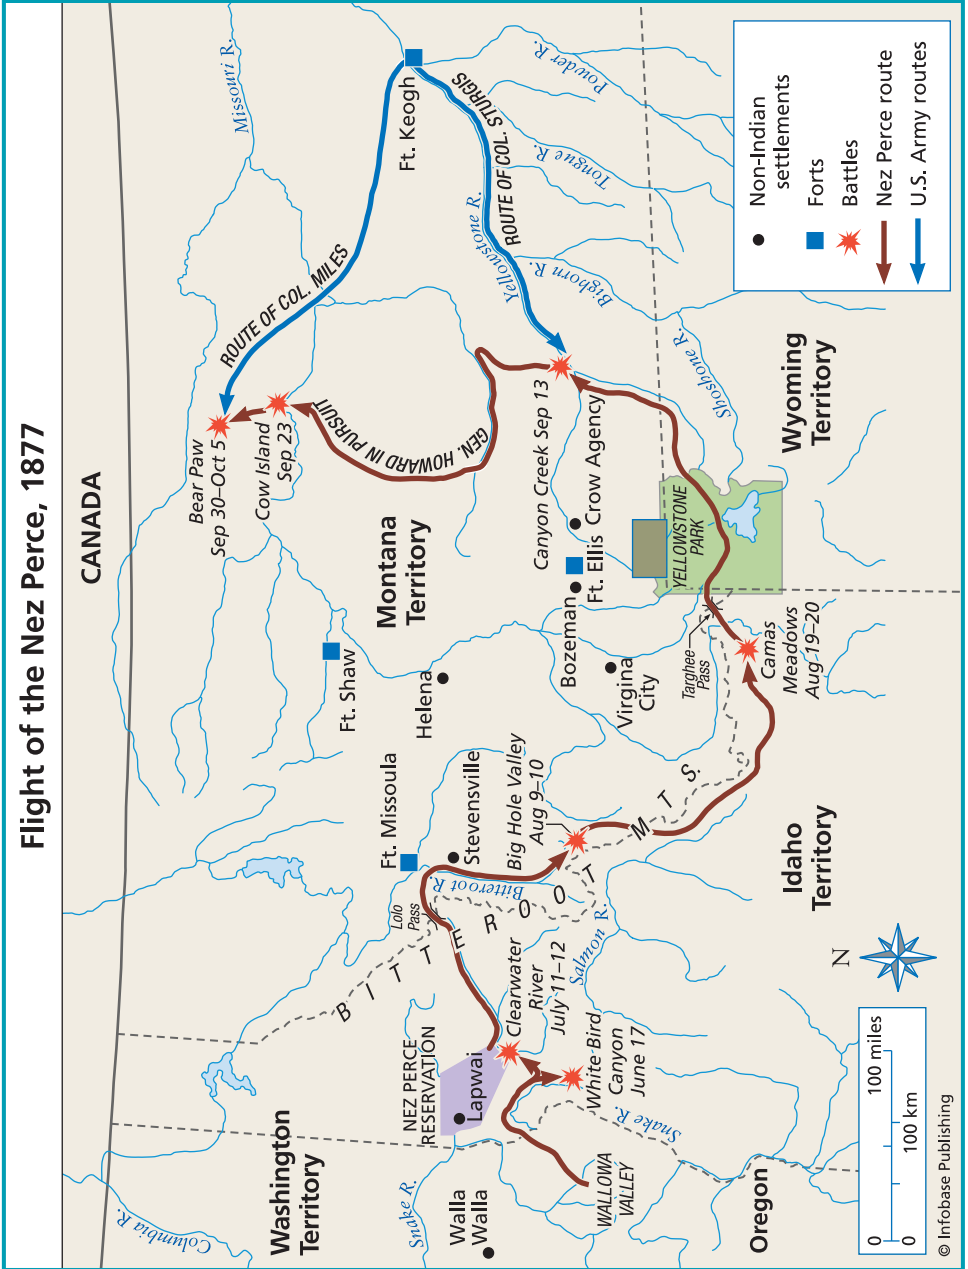 Flight of the Nez Perce, 1877
CANADA
Columbia R.
Missouri R.
Washington
Territory
ROUTE OF COL. MILES
Bear Paw
Sep 30–Oct 5
Cow Island
Sep 23
Ft. Keogh
Ft. Shaw
Montana
Territory
GEN. HOWARD IN PURSUIT
ROUTE OF COL. STURGIS
Yellowstone R.
Powder R.
Tongue R.
Bighorn R.
Snake R.
Walla
Walla
NEZ PERCE
RESERVATION
Lapwai
BITTEROOT MTS.
Lolo
Pass
Ft. Missoula
Stevensville
Bitteroot R.
Helena
Clearwater
River
July 11–12
Big Hole Valley
Aug 9–10
Canyon Creek Sep 13
Bozeman
Ft. Ellis
Crow Agency
White Bird
Canyon
June 17
Salmon R.
Virginia
City
WALLOWA
VALLEY
Snake R.
Targhee
Pass
YELLOWSTONE
PARK
Shoshone R.
Camas
Meadows
Aug 19–20
Oregon
Idaho
Territory
Wyoming
Territory
N
0 100 miles
0 100 km
Non-Indian
settlements
Forts
Battles
Nez Perce route
U.S. Army routes
© Infobase Publishing